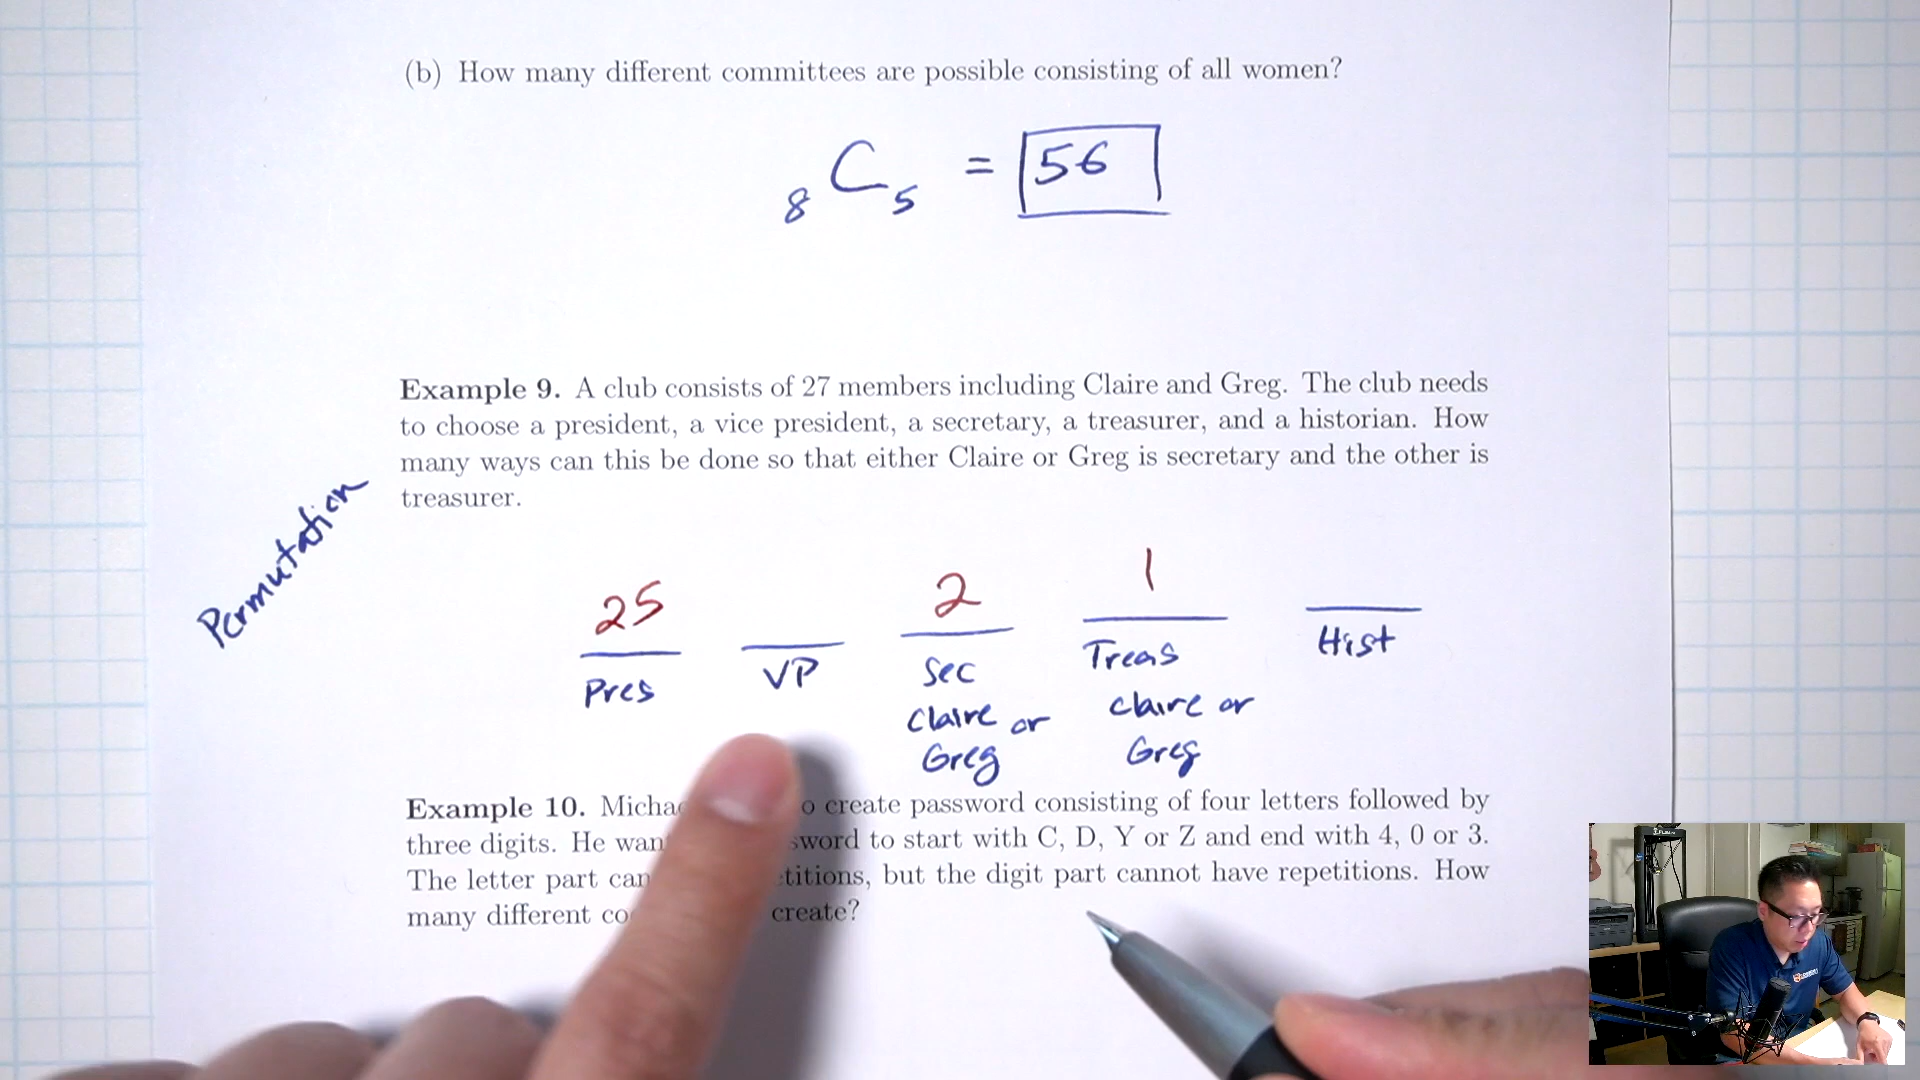 (b) How many different committees are possible consisting of all women?
8 C 5 = 56
Example 9. A club consists of 27 members including Claire and Greg. The club needs
to choose a president, a vice president, a secretary, a treasurer, and a historian. How
many ways can this be done so that either Claire or Greg is secretary and the other is
treasurer.
Permutation
25 2 1
Pres VP Sec Treas Hist
Claire or Claire or
Greg Greg
Example 10. create password consisting of four letters followed by
three digits. He to start with C, D, Y or Z and end with 4, 0 or 3.
The letter part but the digit part cannot have repetitions. How
many different create?